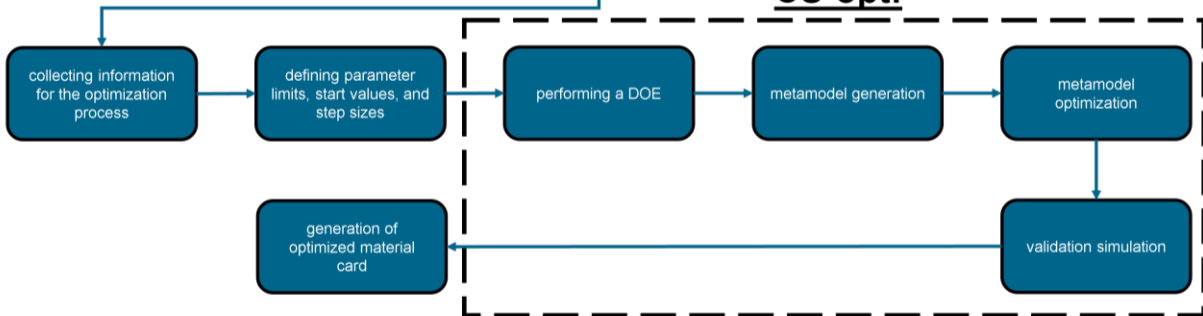 collecting information
for the optimization
process
defining parameter
limits, start values, and
step sizes
performing a DOE
metamodel generation
metamodel
optimization
generation of
optimized material
card
validation simulation